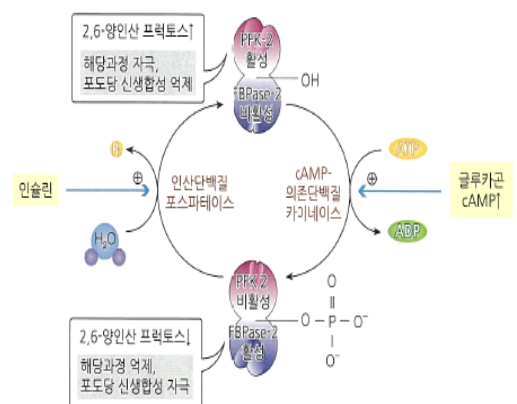 2,6-양인산 프럭토스↑
해당과정 자극,
포도당 신생합성 억제
PFK-2
활성
OH
FBPase-2
비활성
Pi
ATP
인슐린
⊕
인산단백질
포스파테이스
cAMP-
의존단백질
카이네이스
⊕
글루카곤
cAMP↑
H₂O
ADP
PFK-2
비활성
FBPase-2
활성
O
O
P
O⁻
O⁻
2,6-양인산 프럭토스↓
해당과정 억제,
포도당 신생합성 자극